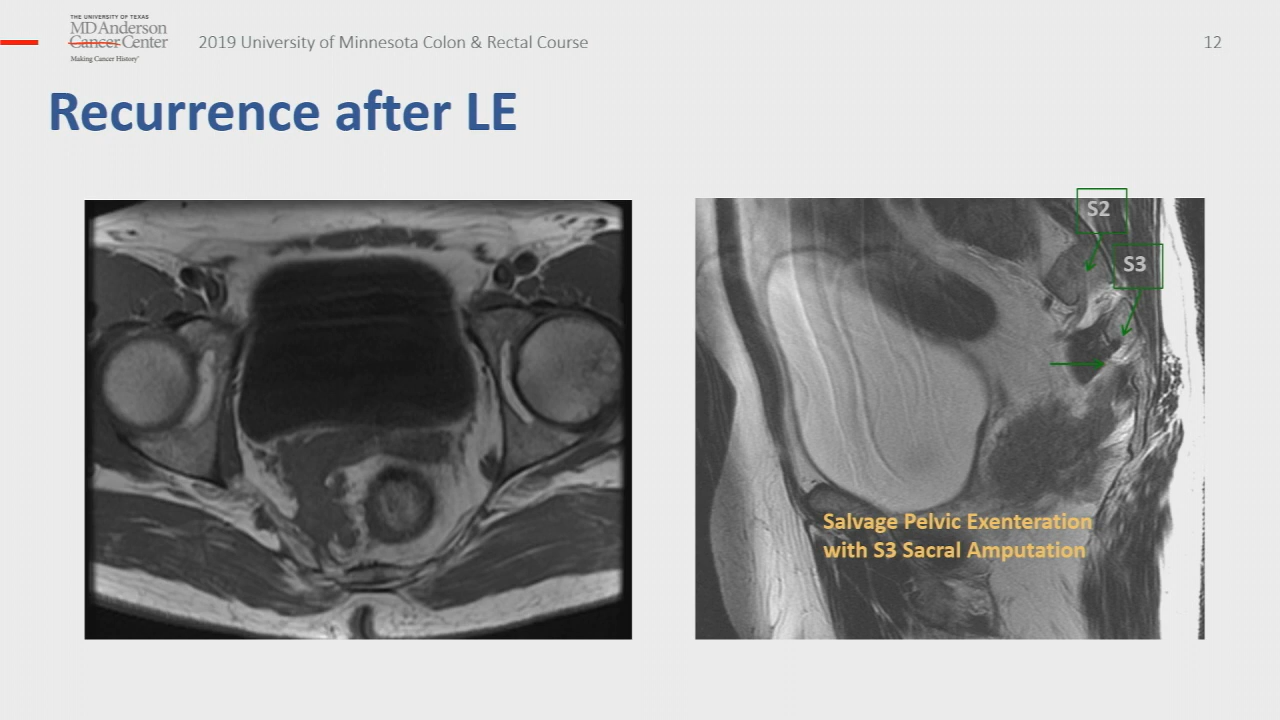 THE UNIVERSITY OF TEXAS
MD Anderson
Cancer Center
Making Cancer History®
2019 University of Minnesota Colon & Rectal Course
12
Recurrence after LE
S2
S3
Salvage Pelvic Exenteration
with S3 Sacral Amputation